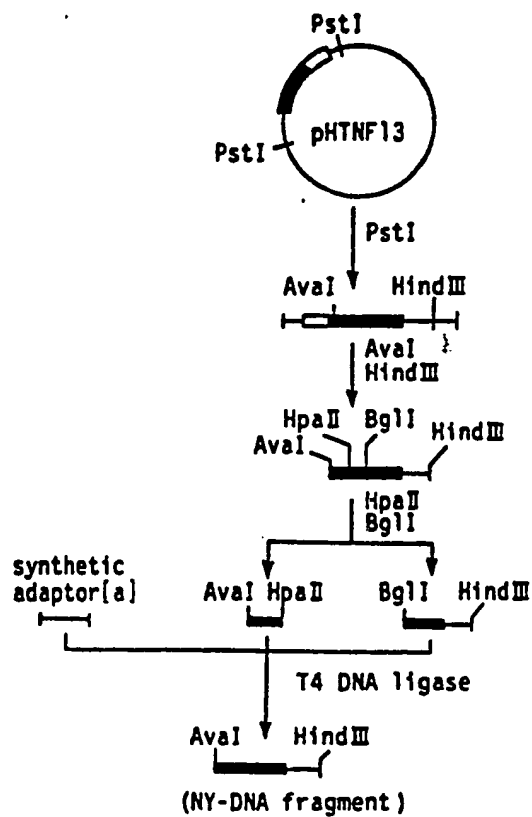 PstI
pHTNF13
PstI
PstI
AvaI HindIII
AvaI
HindIII
HpaII BglI
AvaI HindIII
HpaII
BglI
synthetic
adaptor[a]
AvaI HpaII
BglI HindIII
T4 DNA ligase
AvaI HindIII
(NY-DNA fragment)